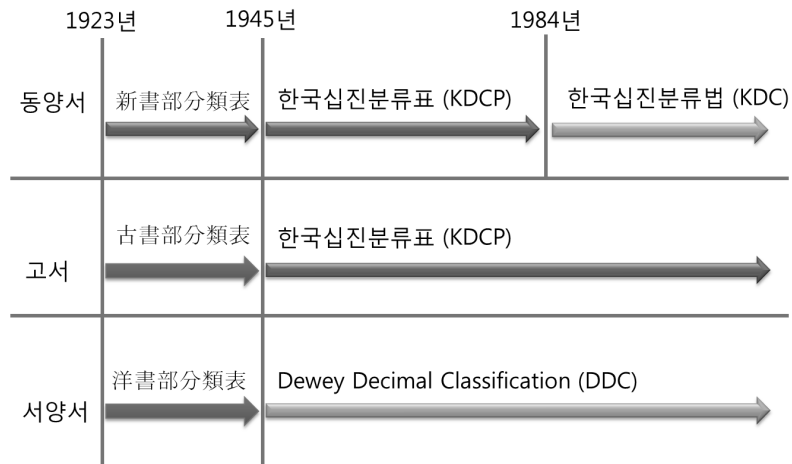 1923년 1945년 1984년
동양서 新書部分類表 한국십진분류표 (KDCP) 한국십진분류법 (KDC)
고서 古書部分類表 한국십진분류표 (KDCP)
서양서 洋書部分類表 Dewey Decimal Classification (DDC)